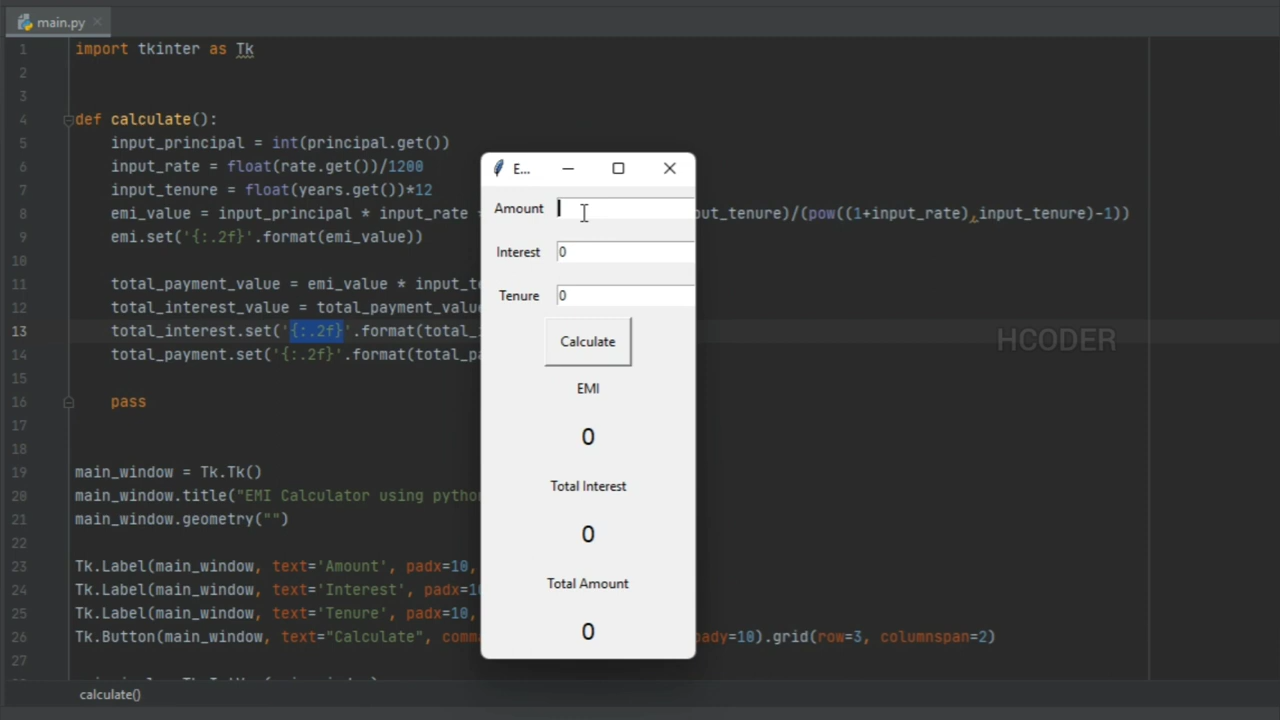 main.py
1 import tkinter as Tk
2
3
4 def calculate():
5 input_principal = int(principal.get())
6 input_rate = float(rate.get())/1200
7 input_tenure = float(years.get())*12
8 emi_value = input_principal * input_rate put_tenure)/(pow((1+input_rate),input_tenure)-1))
9 emi.set('{:.2f}'.format(emi_value))
10
11 total_payment_value = emi_value * input_te
12 total_interest_value = total_payment_value
13 total_interest.set('{:.2f}'.format(total_i
14 total_payment.set('{:.2f}'.format(total_pa
15
16 pass
17
18
19 main_window = Tk.Tk()
20 main_window.title("EMI Calculator using python
21 main_window.geometry("")
22
23 Tk.Label(main_window, text='Amount', padx=10,
24 Tk.Label(main_window, text='Interest', padx=10
25 Tk.Label(main_window, text='Tenure', padx=10,
26 Tk.Button(main_window, text="Calculate", comma pady=10).grid(row=3, columnspan=2)
27
calculate()
E...
Amount
Interest 0
Tenure 0
Calculate
EMI
0
Total Interest
0
Total Amount
0
HCODER